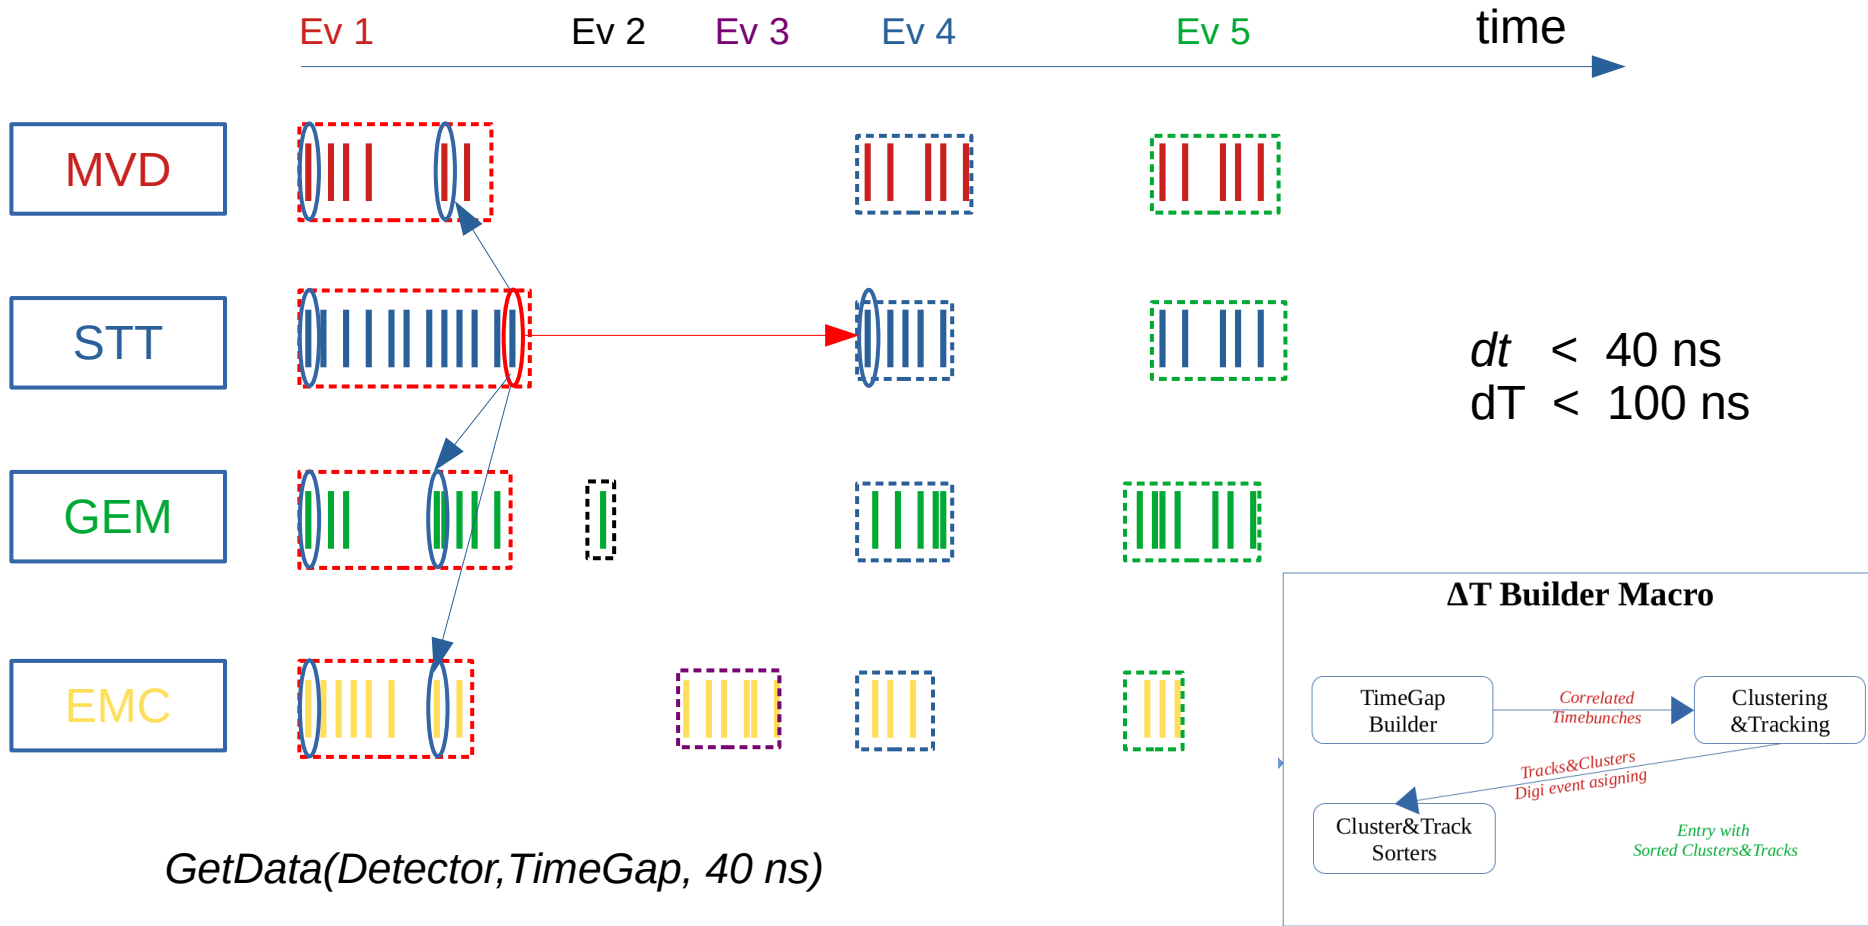 Ev 1 Ev 2 Ev 3 Ev 4 Ev 5 time
MVD
STT
dt < 40 ns
dT < 100 ns
GEM
EMC
GetData(Detector,TimeGap, 40 ns)
ΔT Builder Macro
TimeGap
Builder
Correlated
Timebunches
Clustering
&Tracking
Tracks&Clusters
Digi event asigning
Cluster&Track
Sorters
Entry with
Sorted Clusters&Tracks